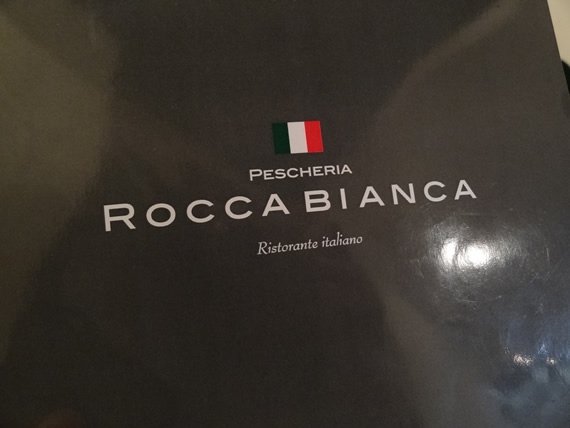 PESCHERIA
ROCCA BIANCA
Ristorante italiano